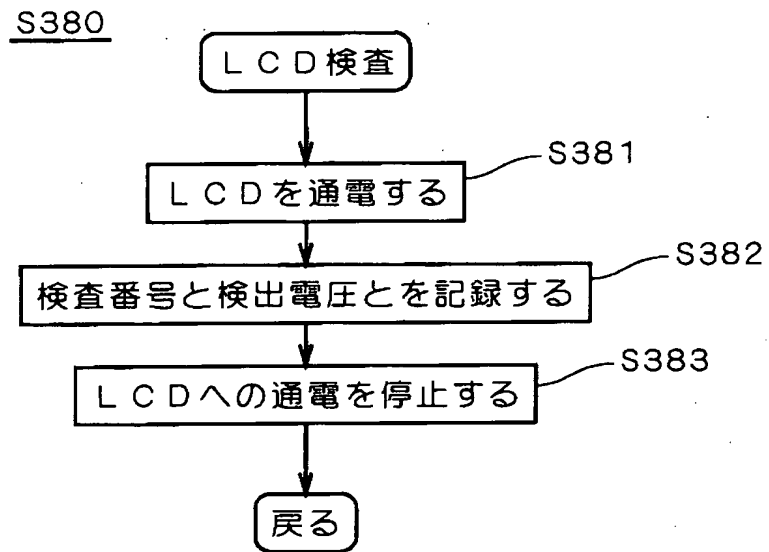 S380
LCD検査
S381
LCDを通電する
S382
検査番号と検出電圧とを記録する
S383
LCDへの通電を停止する
戻る